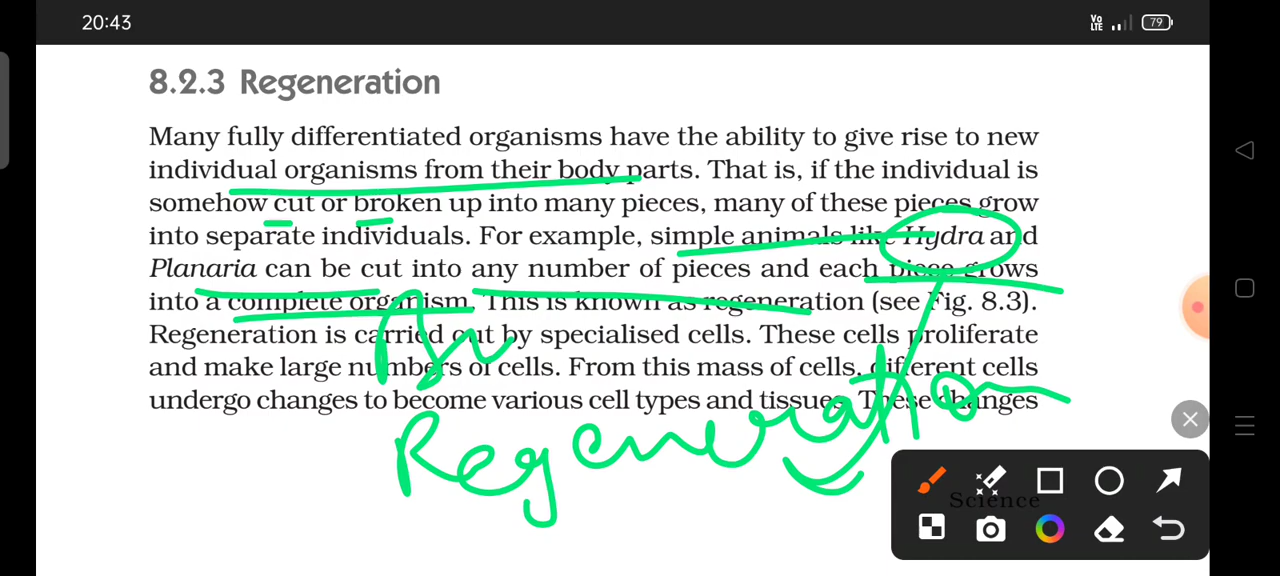 20:43
Vo LTE 79
8.2.3 Regeneration
Many fully differentiated organisms have the ability to give rise to new
individual organisms from their body parts. That is, if the individual is
somehow cut or broken up into many pieces, many of these pieces grow
into separate individuals. For example, simple animals like Hydra and
Planaria can be cut into any number of pieces and each piece grows
into a complete organism. This is known as regeneration (see Fig. 8.3).
Regeneration is carried out by specialised cells. These cells proliferate
and make large numbers of cells. From this mass of cells, different cells
undergo changes to become various cell types and tissues. These changes
Regeneration
Science